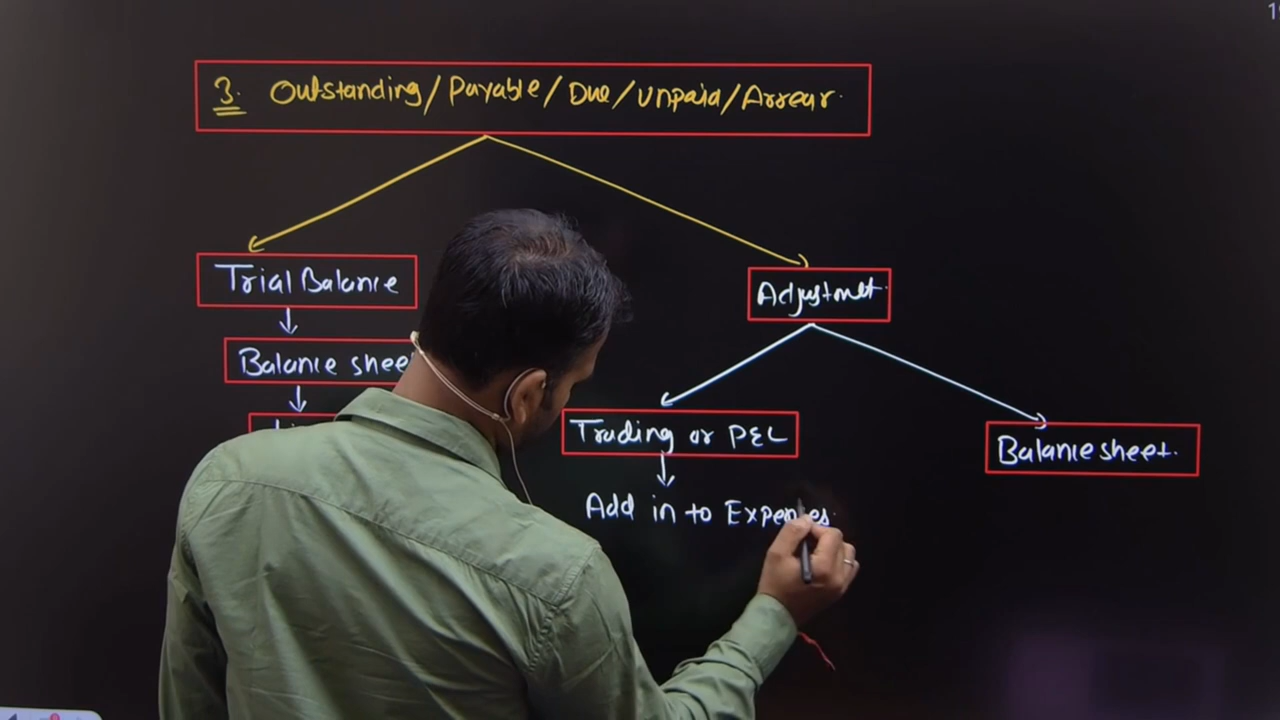 3. Outstanding/Payable/Due/Unpaid/Arrear.
Trial Balance
Adjustment.
Balance shee
Trading or P&L
Balance sheet.
Add in to Expenses.